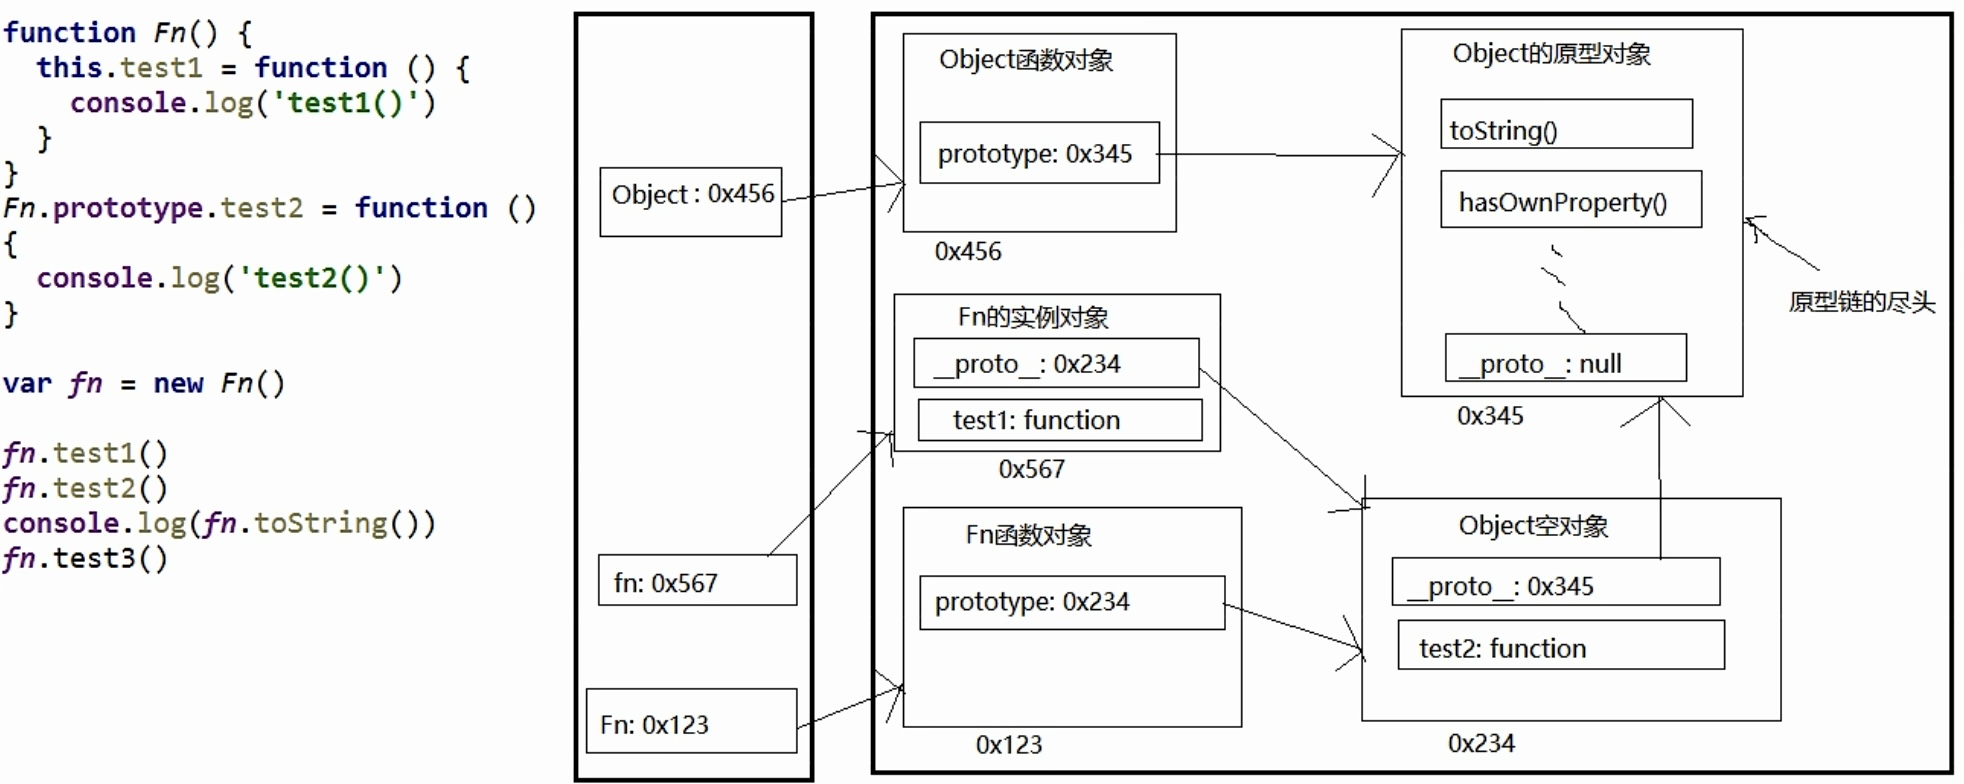 function Fn() {
  this.test1 = function () {
    console.log('test1()')
  }
}
Fn.prototype.test2 = function ()
{
  console.log('test2()')
}
var fn = new Fn()
fn.test1()
fn.test2()
console.log(fn.toString())
fn.test3()
Object : 0x456
fn: 0x567
Fn: 0x123
Object函数对象
prototype: 0x345
0x456
Fn的实例对象
__proto__: 0x234
test1: function
0x567
Fn函数对象
prototype: 0x234
0x123
Object的原型对象
toString()
hasOwnProperty()
__proto__: null
0x345
原型链的尽头
Object空对象
__proto__: 0x345
test2: function
0x234